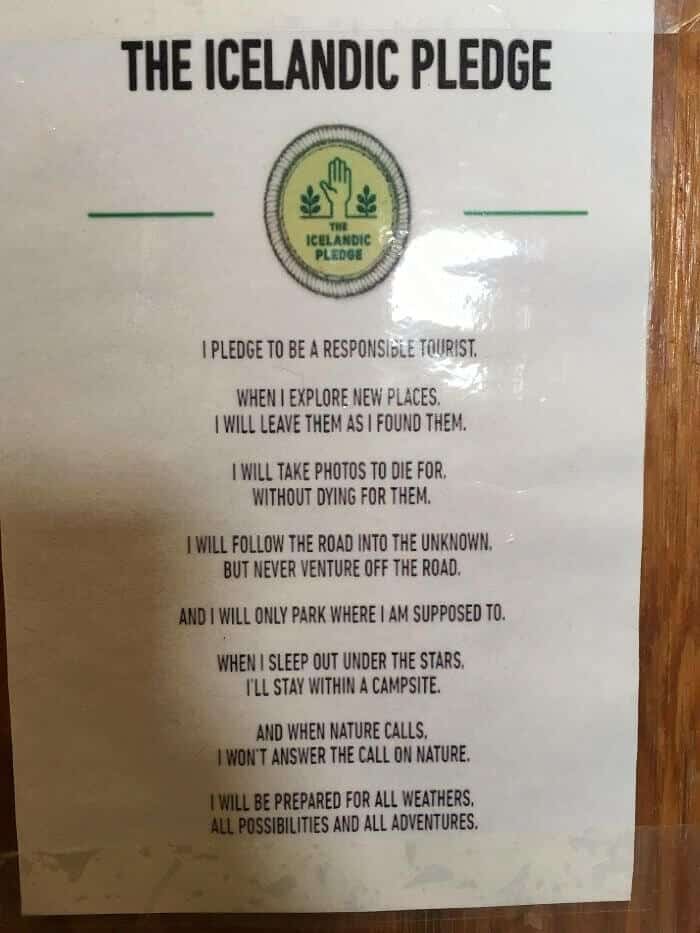 THE ICELANDIC PLEDGE
THE
ICELANDIC
PLEDGE
I PLEDGE TO BE A RESPONSIBLE TOURIST.
WHEN I EXPLORE NEW PLACES,
I WILL LEAVE THEM AS I FOUND THEM.
I WILL TAKE PHOTOS TO DIE FOR,
WITHOUT DYING FOR THEM.
I WILL FOLLOW THE ROAD INTO THE UNKNOWN,
BUT NEVER VENTURE OFF THE ROAD.
AND I WILL ONLY PARK WHERE I AM SUPPOSED TO.
WHEN I SLEEP OUT UNDER THE STARS,
I'LL STAY WITHIN A CAMPSITE.
AND WHEN NATURE CALLS,
I WON'T ANSWER THE CALL ON NATURE.
I WILL BE PREPARED FOR ALL WEATHERS,
ALL POSSIBILITIES AND ALL ADVENTURES.